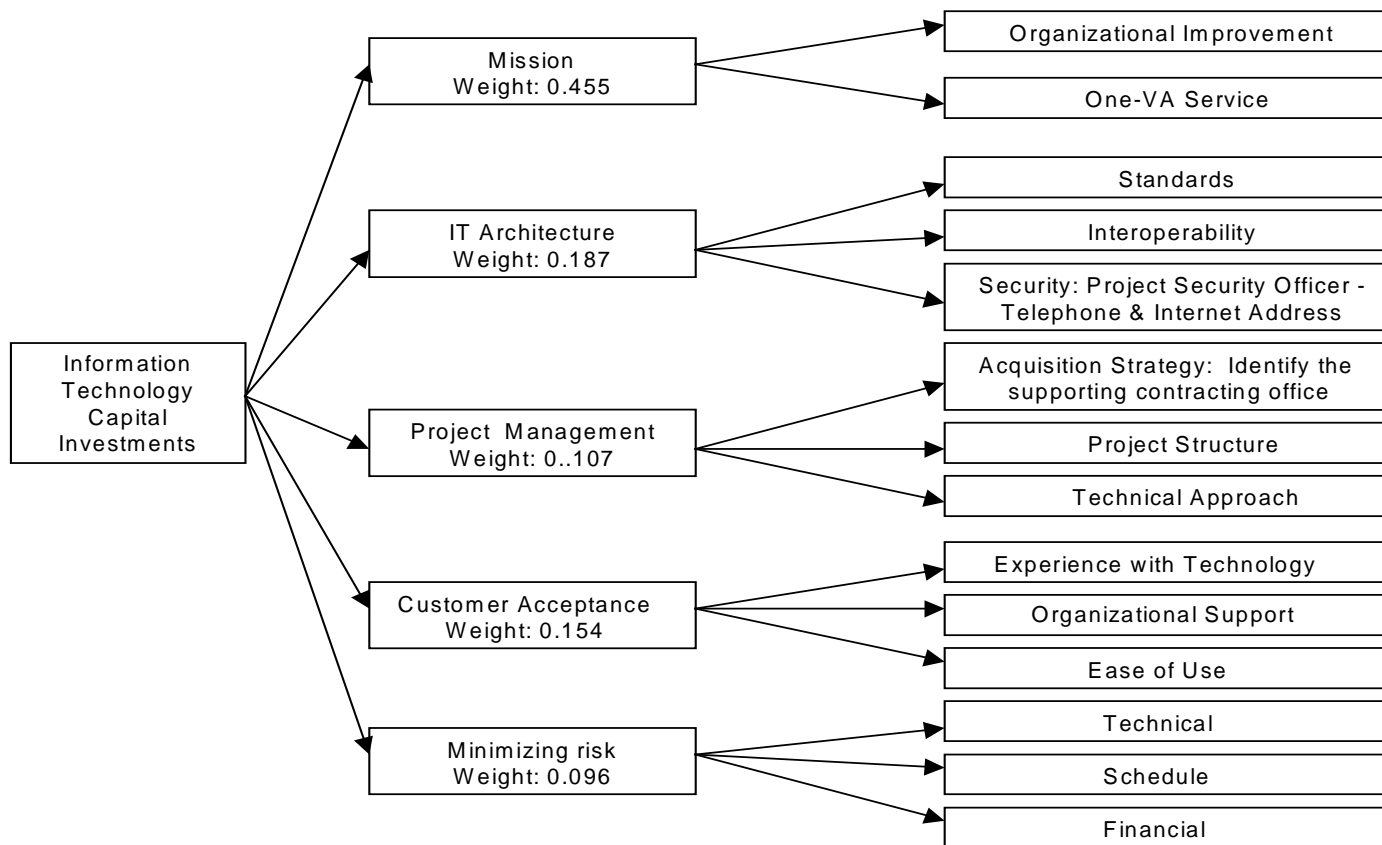 Information
Technology
Capital
Investments
Mission
Weight: 0.455
Organizational Improvement
One-VA Service
IT Architecture
Weight: 0.187
Standards
Interoperability
Security: Project Security Officer -
Telephone & Internet Address
Project Management
Weight: 0..107
Acquisition Strategy: Identify the
supporting contracting office
Project Structure
Technical Approach
Customer Acceptance
Weight: 0.154
Experience with Technology
Organizational Support
Ease of Use
Minimizing risk
Weight: 0.096
Technical
Schedule
Financial